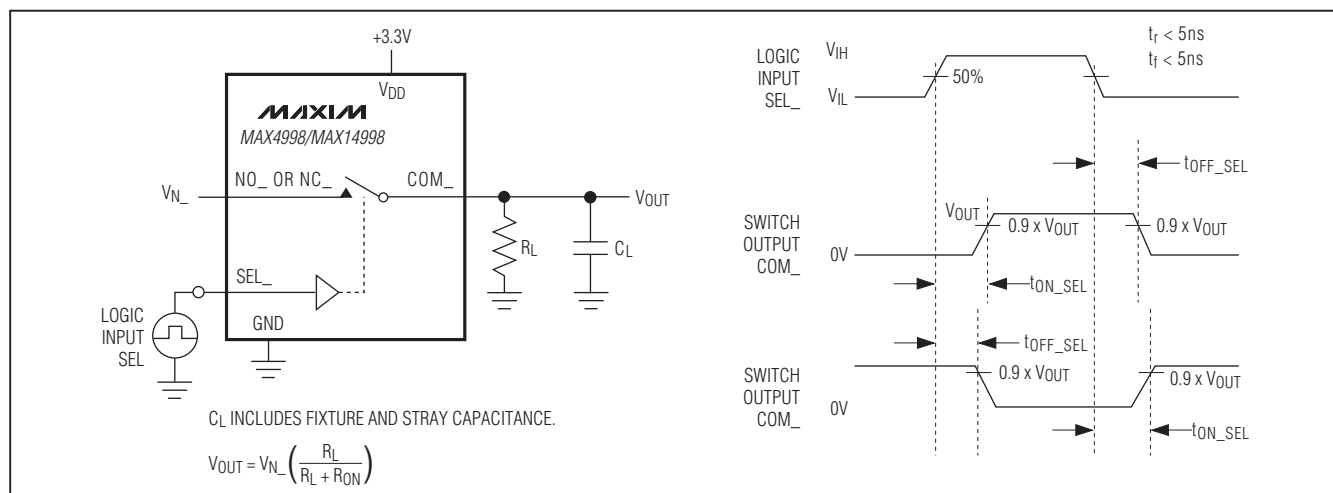 +3.3V
VDD
MAXIM
MAX4998/MAX14998
VN_
NO_ OR NC_
COM_
VOUT
RL
CL
SEL_
LOGIC
INPUT
SEL
GND
CL INCLUDES FIXTURE AND STRAY CAPACITANCE.
VOUT = VN_ ( RL / RL + RON )
LOGIC
INPUT
SEL_
VIH
VIL
50%
tr < 5ns
tf < 5ns
tOFF_SEL
SWITCH
OUTPUT
COM_
VOUT
0V
0.9 x VOUT
0.9 x VOUT
tON_SEL
tOFF_SEL
SWITCH
OUTPUT
COM_
0V
0.9 x VOUT
0.9 x VOUT
tON_SEL